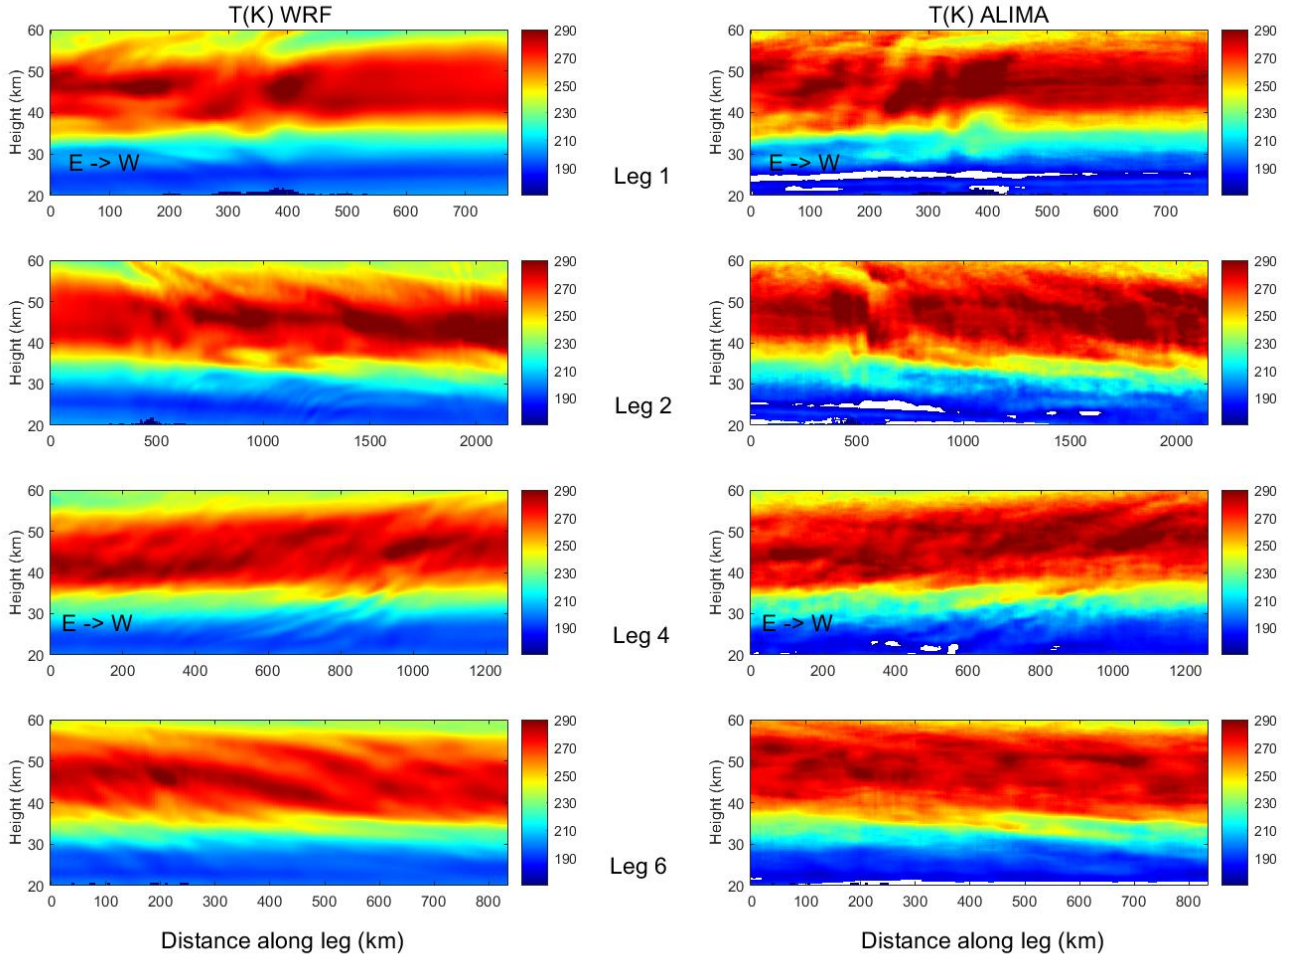 T(K) WRF
T(K) ALIMA
60 50 40 30 20
Height (km)
E -> W
0 100 200 300 400 500 600 700
290 270 250 230 210 190
Leg 1
60 50 40 30 20
Height (km)
E -> W
0 100 200 300 400 500 600 700
290 270 250 230 210 190
60 50 40 30 20
Height (km)
0 500 1000 1500 2000
290 270 250 230 210 190
Leg 2
60 50 40 30 20
Height (km)
0 500 1000 1500 2000
290 270 250 230 210 190
60 50 40 30 20
Height (km)
E -> W
0 200 400 600 800 1000 1200
290 270 250 230 210 190
Leg 4
60 50 40 30 20
Height (km)
E -> W
0 200 400 600 800 1000 1200
290 270 250 230 210 190
60 50 40 30 20
Height (km)
0 100 200 300 400 500 600 700 800
290 270 250 230 210 190
Leg 6
60 50 40 30 20
Height (km)
0 100 200 300 400 500 600 700 800
290 270 250 230 210 190
Distance along leg (km)
Distance along leg (km)